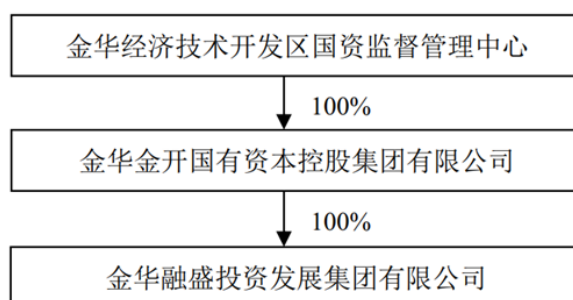 金华经济技术开发区国资监督管理中心
100%
金华金开国有资本控股集团有限公司
100%
金华融盛投资发展集团有限公司